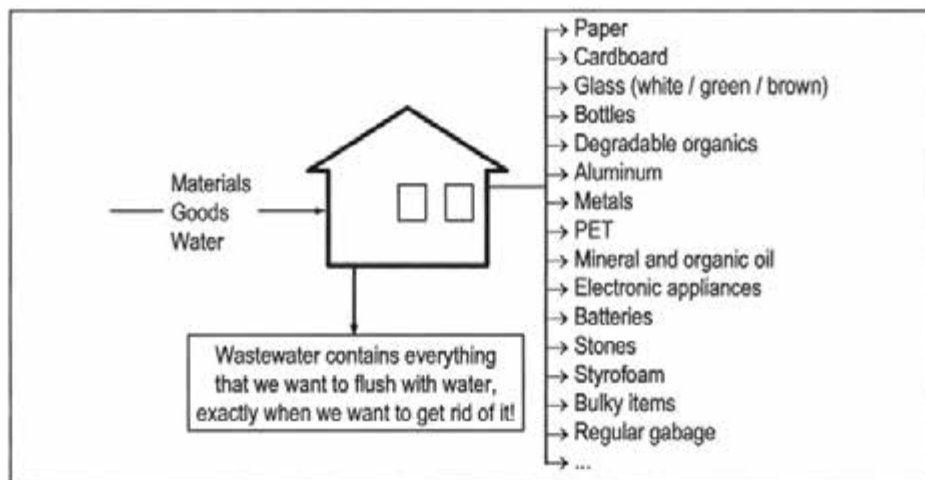 Materials
Goods
Water
Wastewater contains everything
that we want to flush with water,
exactly when we want to get rid of it!
Paper
Cardboard
Glass (white / green / brown)
Bottles
Degradable organics
Aluminum
Metals
PET
Mineral and organic oil
Electronic appliances
Batteries
Stones
Styrofoam
Bulky items
Regular gabage
...